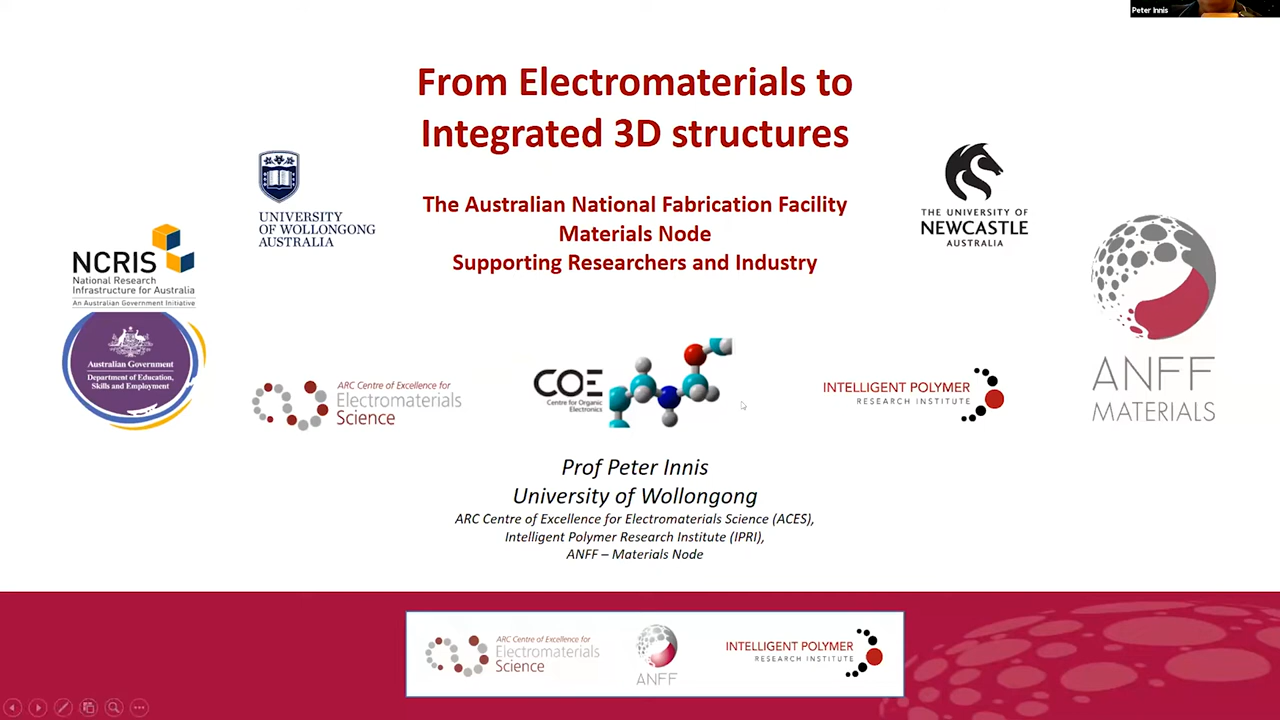 Peter Innis
From Electromaterials to
Integrated 3D structures
The Australian National Fabrication Facility
Materials Node
Supporting Researchers and Industry
UNIVERSITY
OF WOLLONGONG
AUSTRALIA
THE UNIVERSITY OF
NEWCASTLE
AUSTRALIA
NCRIS
National Research
Infrastructure for Australia
An Australian Government Initiative
Australian Government
Department of Education,
Skills and Employment
ARC Centre of Excellence for
Electromaterials
Science
COE
Centre for Organic
Electronics
INTELLIGENT POLYMER
RESEARCH INSTITUTE
ANFF
MATERIALS
Prof Peter Innis
University of Wollongong
ARC Centre of Excellence for Electromaterials Science (ACES),
Intelligent Polymer Research Institute (IPRI),
ANFF – Materials Node
ARC Centre of Excellence for
Electromaterials
Science
ANFF
INTELLIGENT POLYMER
RESEARCH INSTITUTE